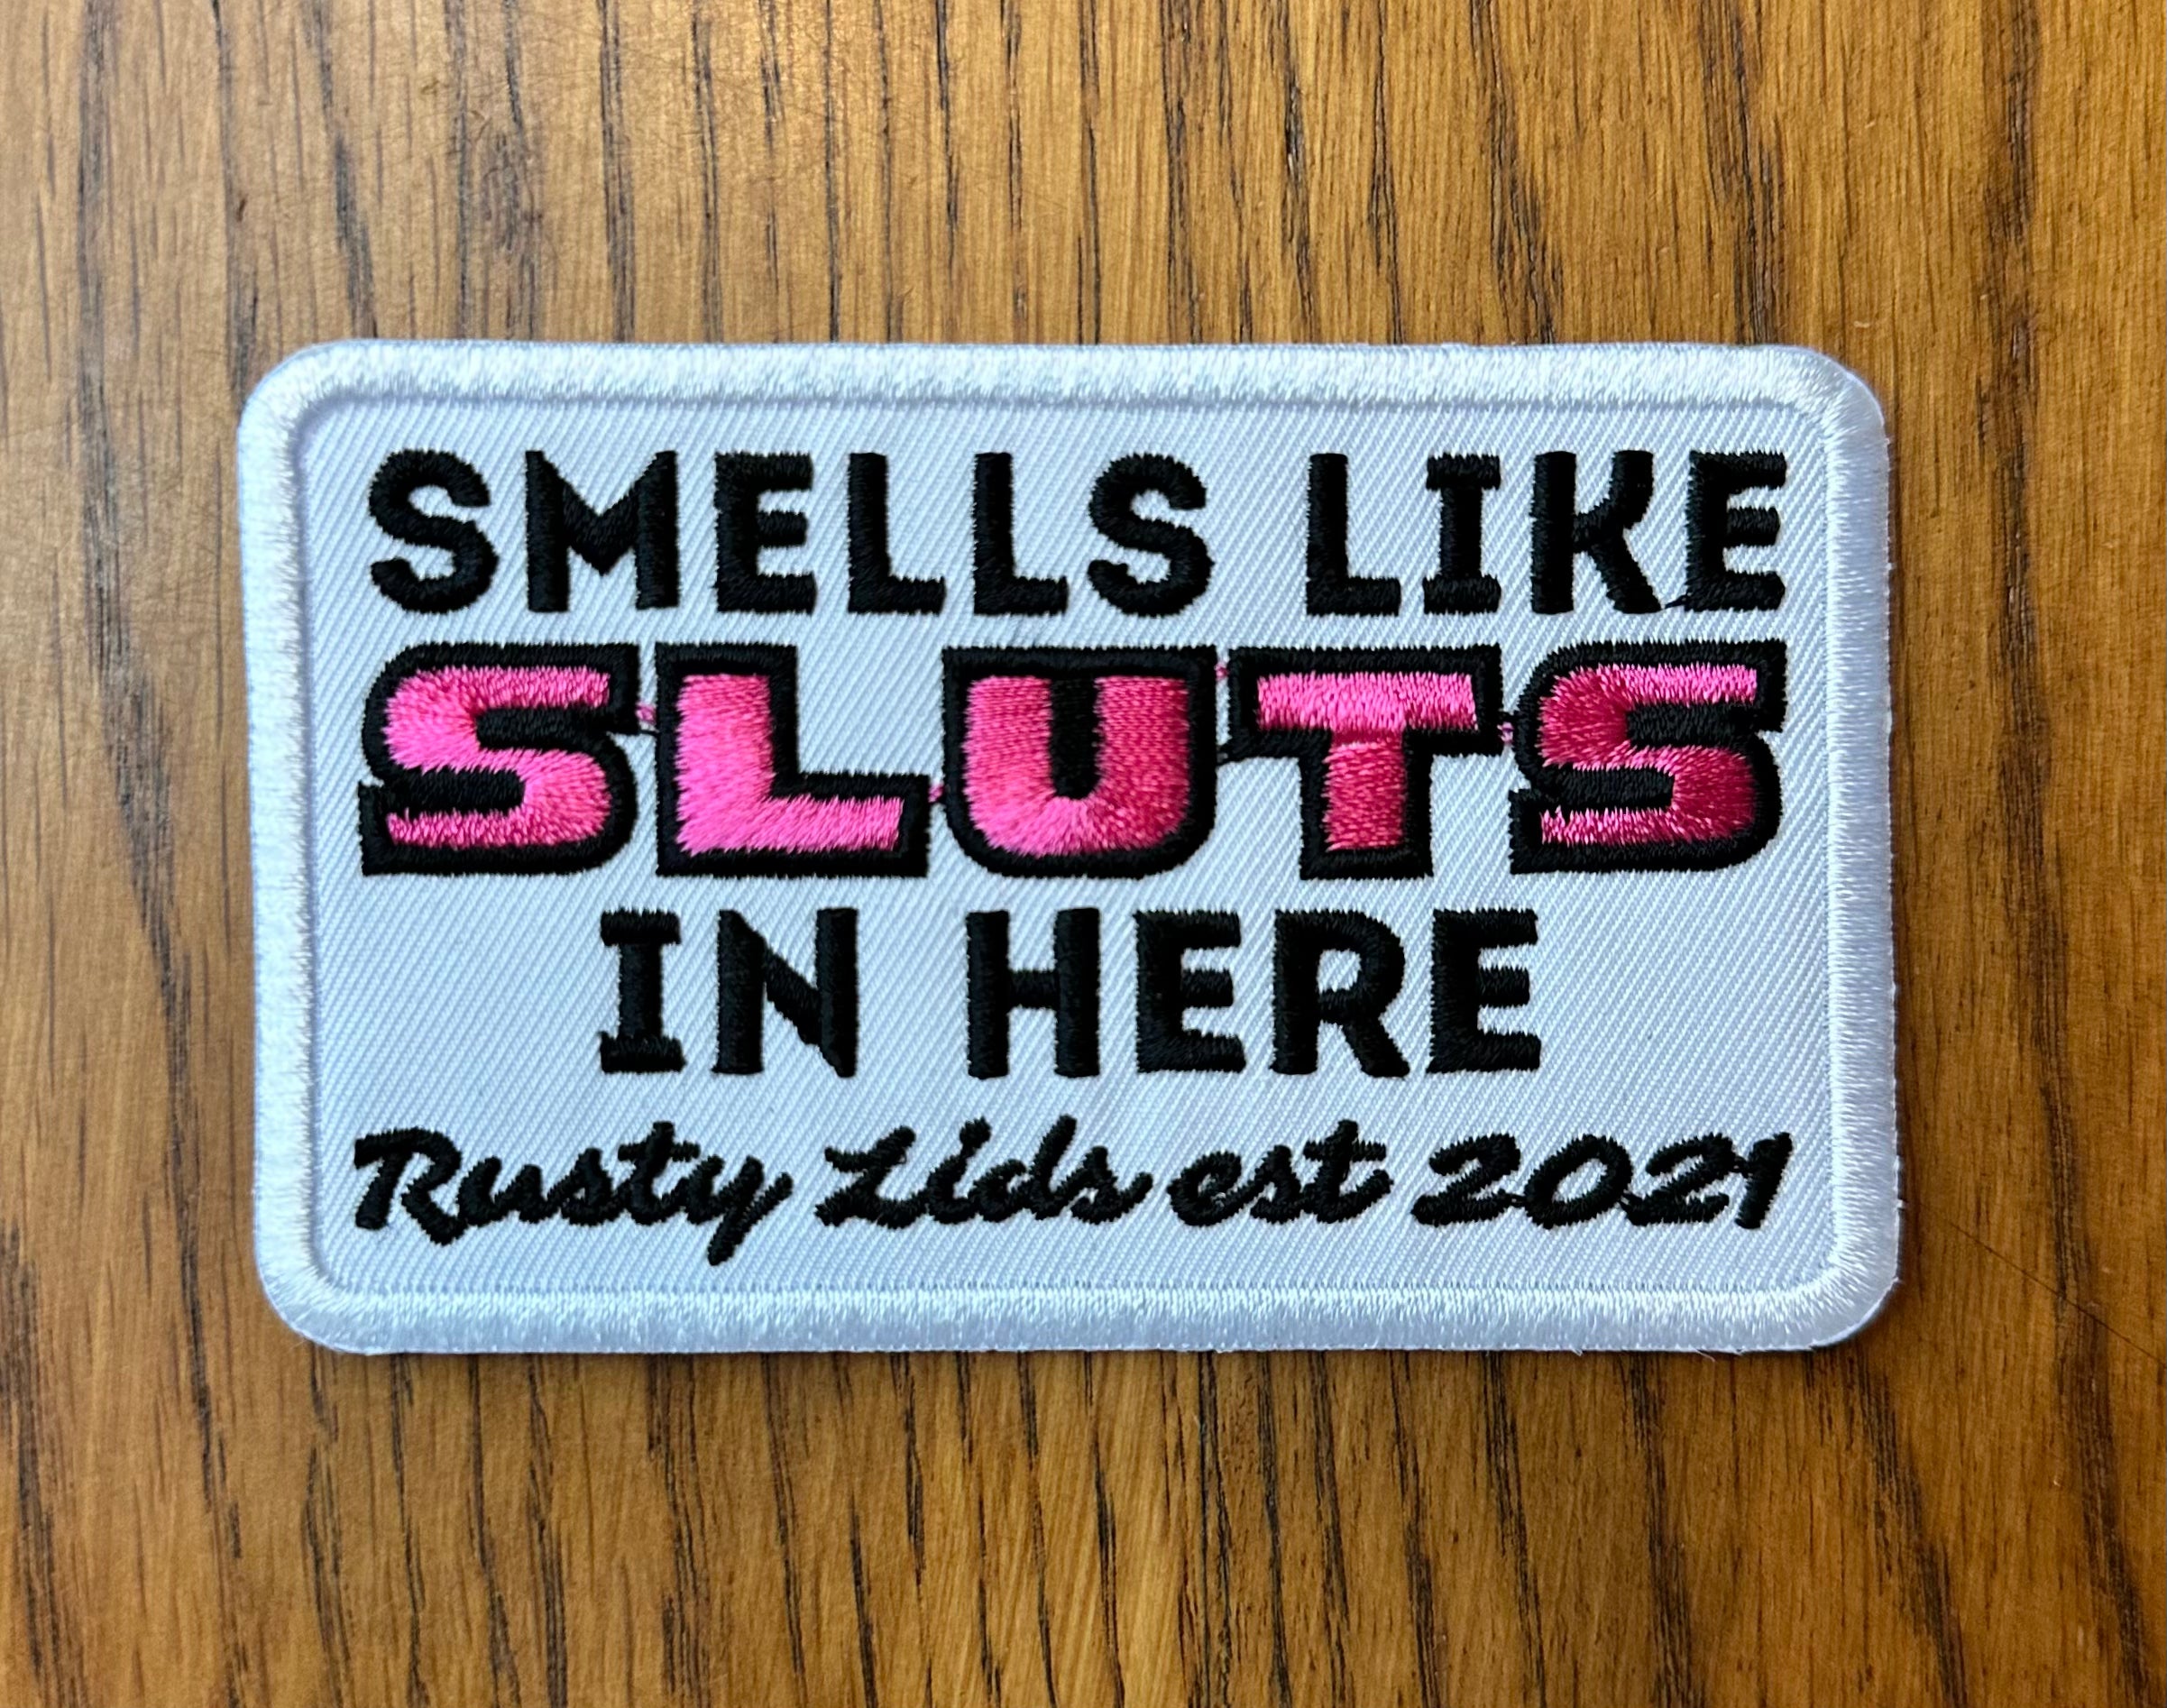 SMELLS LIKE
SLUTS
IN HERE
Rusty Lids est 2021